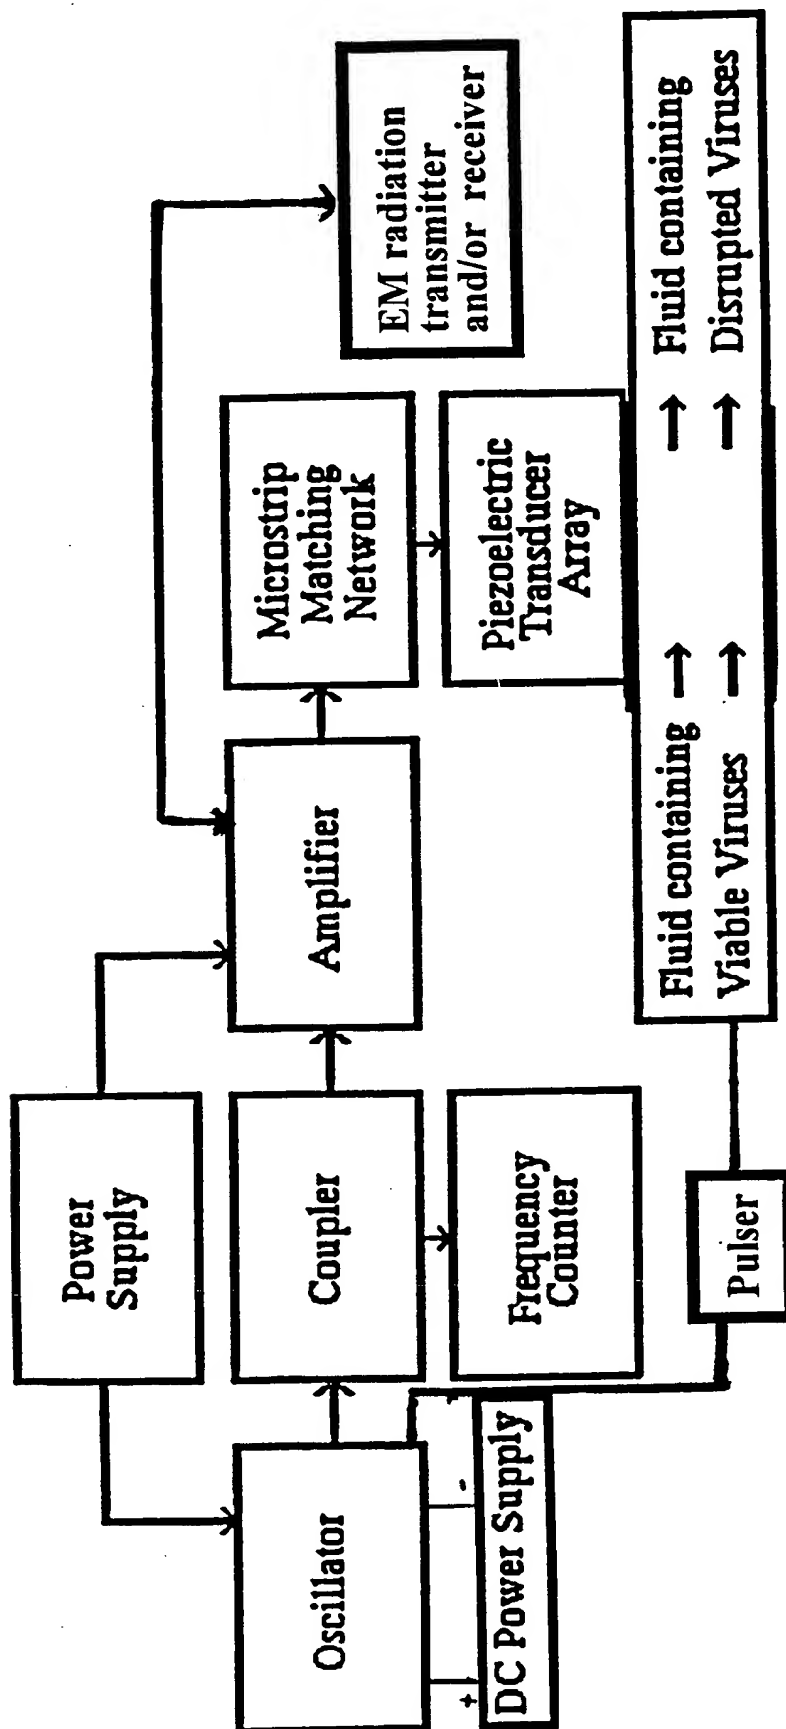 Power
Supply
Oscillator
Coupler
Amplifier
Microstrip
Matching
Network
EM radiation
transmitter
and/or receiver
+
-
DC Power Supply
Frequency
Counter
Piezoelectric
Transducer
Array
Pulser
Fluid containing
Viable Viruses
Fluid containing
Disrupted Viruses